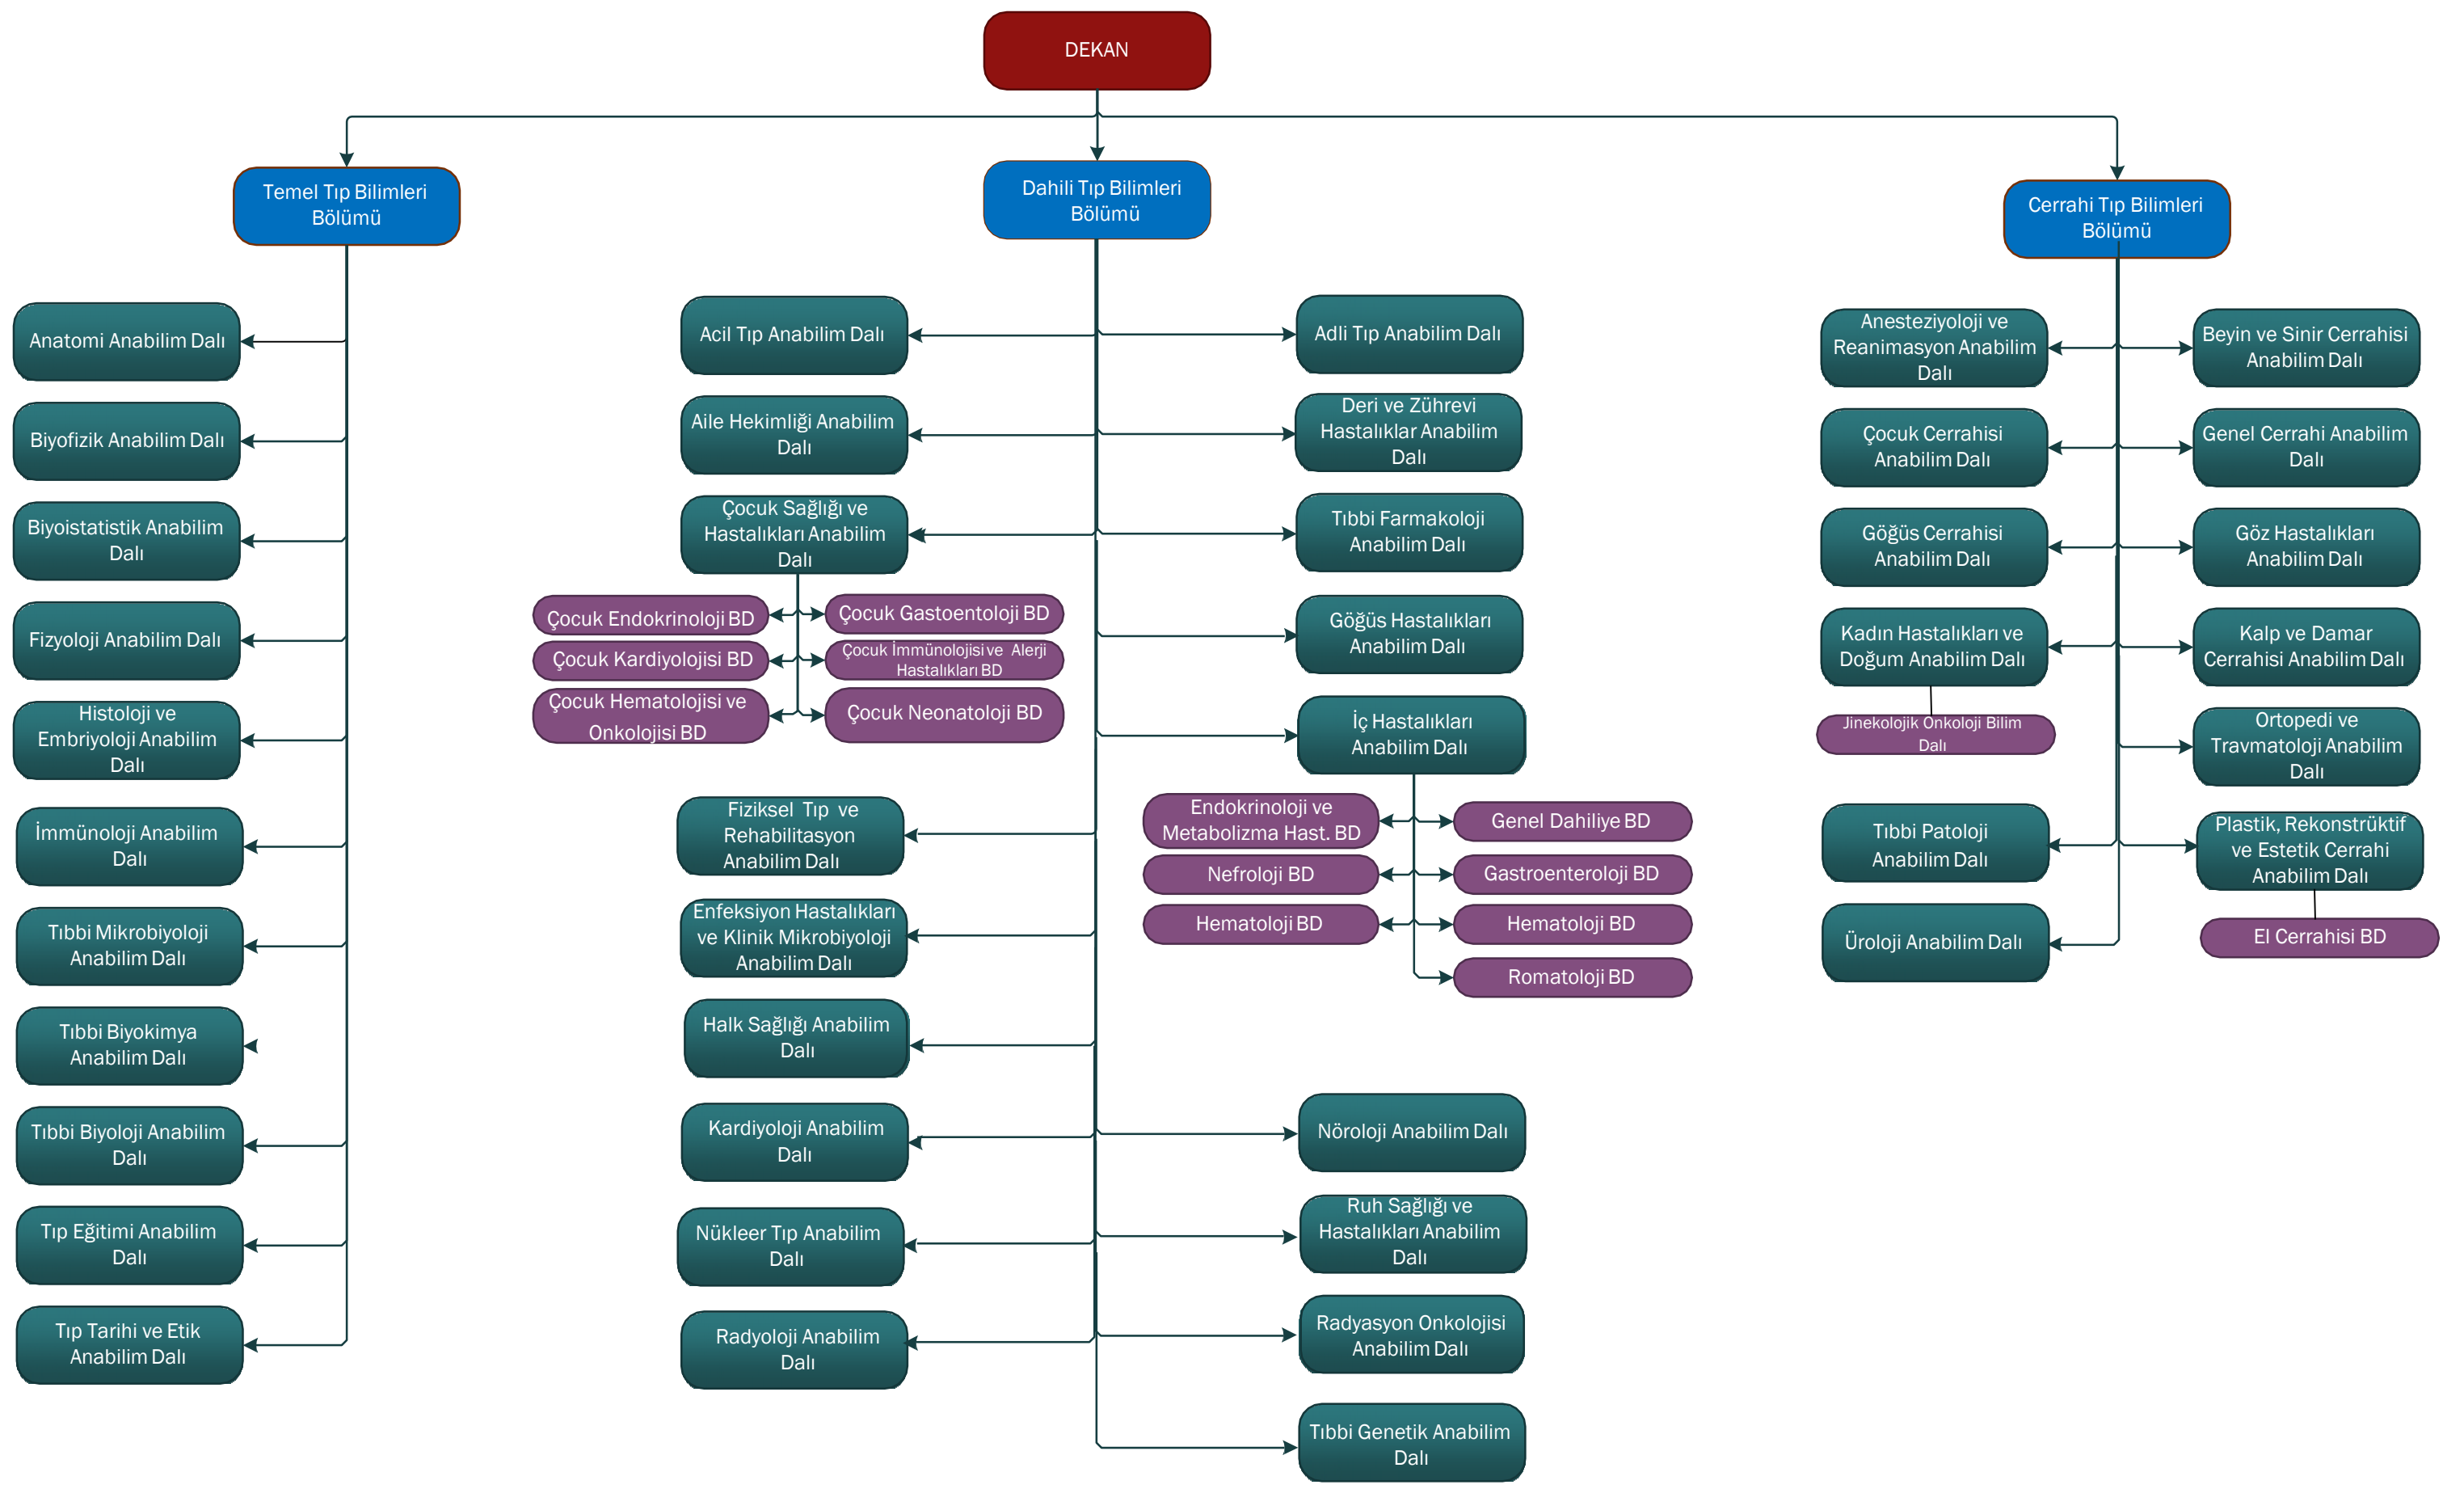 DEKAN
Temel Tıp Bilimleri
Bölümü
Dahili Tıp Bilimleri
Bölümü
Cerrahi Tıp Bilimleri
Bölümü
Anatomi Anabilim Dalı
Biyofizik Anabilim Dalı
Biyoistatistik Anabilim
Dalı
Fizyoloji Anabilim Dalı
Histoloji ve
Embriyoloji Anabilim
Dalı
İmmünoloji Anabilim
Dalı
Tıbbi Mikrobiyoloji
Anabilim Dalı
Tıbbi Biyokimya
Anabilim Dalı
Tıbbi Biyoloji Anabilim
Dalı
Tıp Eğitimi Anabilim
Dalı
Tıp Tarihi ve Etik
Anabilim Dalı
Acil Tıp Anabilim Dalı
Aile Hekimliği Anabilim
Dalı
Çocuk Sağlığı ve
Hastalıkları Anabilim
Dalı
Çocuk Endokrinoloji BD
Çocuk Gastoentoloji BD
Çocuk Kardiyolojisi BD
Çocuk İmmünolojisi ve Alerji
Hastalıkları BD
Çocuk Hematolojisi ve
Onkolojisi BD
Çocuk Neonatoloji BD
Fiziksel Tıp ve
Rehabilitasyon
Anabilim Dalı
Enfeksiyon Hastalıkları
ve Klinik Mikrobiyoloji
Anabilim Dalı
Halk Sağlığı Anabilim
Dalı
Kardiyoloji Anabilim
Dalı
Nükleer Tıp Anabilim
Dalı
Radyoloji Anabilim
Dalı
Adli Tıp Anabilim Dalı
Deri ve Zührevi
Hastalıklar Anabilim
Dalı
Tıbbi Farmakoloji
Anabilim Dalı
Göğüs Hastalıkları
Anabilim Dalı
İç Hastalıkları
Anabilim Dalı
Endokrinoloji ve
Metabolizma Hast. BD
Genel Dahiliye BD
Nefroloji BD
Gastroenteroloji BD
Hematoloji BD
Hematoloji BD
Romatoloji BD
Nöroloji Anabilim Dalı
Ruh Sağlığı ve
Hastalıkları Anabilim
Dalı
Radyasyon Onkolojisi
Anabilim Dalı
Tıbbi Genetik Anabilim
Dalı
Anesteziyoloji ve
Reanimasyon Anabilim
Dalı
Beyin ve Sinir Cerrahisi
Anabilim Dalı
Çocuk Cerrahisi
Anabilim Dalı
Genel Cerrahi Anabilim
Dalı
Göğüs Cerrahisi
Anabilim Dalı
Göz Hastalıkları
Anabilim Dalı
Kadın Hastalıkları ve
Doğum Anabilim Dalı
Kalp ve Damar
Cerrahisi Anabilim Dalı
Jinekolojik Onkoloji Bilim
Dalı
Ortopedi ve
Travmatoloji Anabilim
Dalı
Tıbbi Patoloji
Anabilim Dalı
Plastik, Rekonstrüktif
ve Estetik Cerrahi
Anabilim Dalı
Üroloji Anabilim Dalı
El Cerrahisi BD